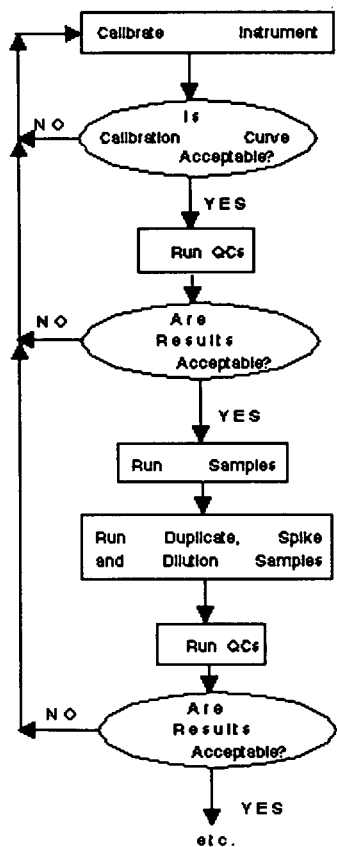 Calibrate Instrument
Is
NO
Calibration Curve
Acceptable?
YES
Run QCs
NO
Are
Results
Acceptable?
YES
Run Samples
Run Duplicate, Spike
and Dilution Samples
Run QCs
NO
Are
Results
Acceptable?
YES
etc.